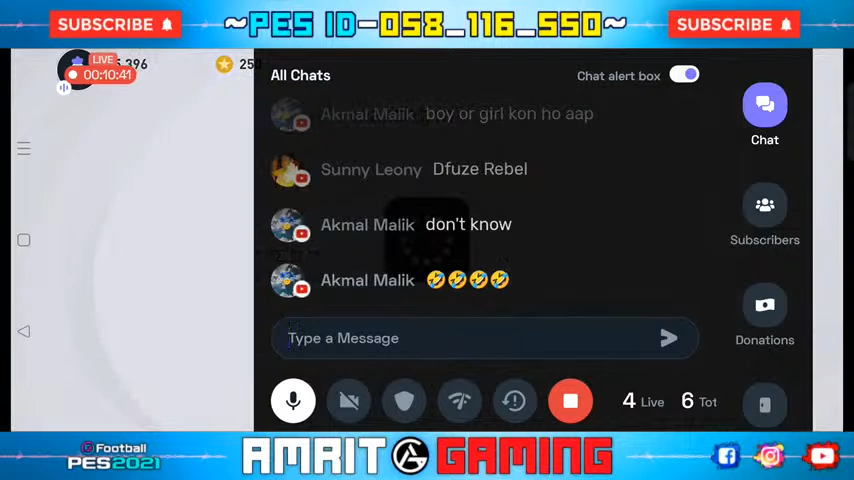 SUBSCRIBE
~PES ID-058_116_550~
SUBSCRIBE
LIVE
00:10:41
396
250
All Chats
Chat alert box
Akmal Malik boy or girl kon ho aap
Chat
Sunny Leony Dfuze Rebel
Akmal Malik don't know
Subscribers
Akmal Malik 🤣🤣🤣🤣
Type a Message
Donations
4 Live 6 Tot
eFootball
PES2021
AMRIT G GAMING